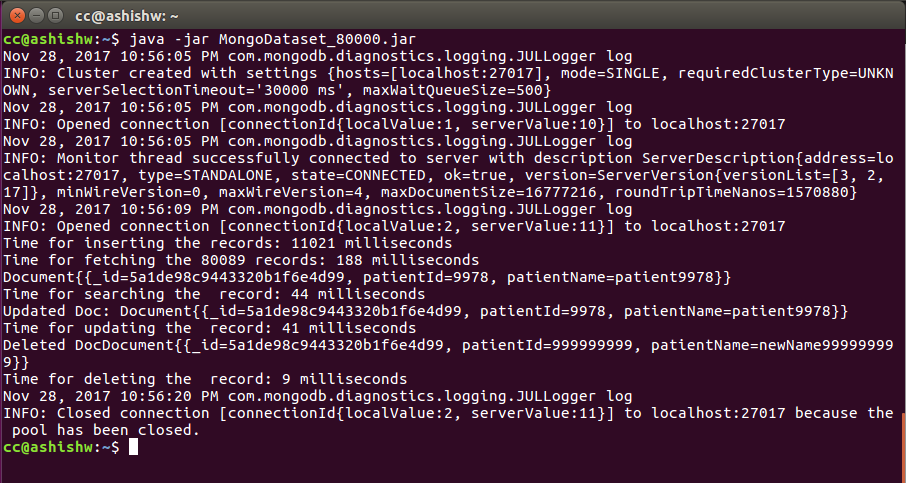 cc@ashishw: ~
cc@ashishw:~$ java -jar MongoDataset_80000.jar
Nov 28, 2017 10:56:05 PM com.mongodb.diagnostics.logging.JULLogger log
INFO: Cluster created with settings {hosts=[localhost:27017], mode=SINGLE, requiredClusterType=UNKN
OWN, serverSelectionTimeout='30000 ms', maxWaitQueueSize=500}
Nov 28, 2017 10:56:05 PM com.mongodb.diagnostics.logging.JULLogger log
INFO: Opened connection [connectionId{localValue:1, serverValue:10}] to localhost:27017
Nov 28, 2017 10:56:05 PM com.mongodb.diagnostics.logging.JULLogger log
INFO: Monitor thread successfully connected to server with description ServerDescription{address=lo
calhost:27017, type=STANDALONE, state=CONNECTED, ok=true, version=ServerVersion{versionList=[3, 2, 
17]}, minWireVersion=0, maxWireVersion=4, maxDocumentSize=16777216, roundTripTimeNanos=1570880}
Nov 28, 2017 10:56:09 PM com.mongodb.diagnostics.logging.JULLogger log
INFO: Opened connection [connectionId{localValue:2, serverValue:11}] to localhost:27017
Time for inserting the records: 11021 milliseconds
Time for fetching the 80089 records: 188 milliseconds
Document{{_id=5a1de98c9443320b1f6e4d99, patientId=9978, patientName=patient9978}}
Time for searching the  record: 44 milliseconds
Updated Doc: Document{{_id=5a1de98c9443320b1f6e4d99, patientId=9978, patientName=patient9978}}
Time for updating the  record: 41 milliseconds
Deleted DocDocument{{_id=5a1de98c9443320b1f6e4d99, patientId=999999999, patientName=newName99999999
9}}
Time for deleting the  record: 9 milliseconds
Nov 28, 2017 10:56:20 PM com.mongodb.diagnostics.logging.JULLogger log
INFO: Closed connection [connectionId{localValue:2, serverValue:11}] to localhost:27017 because the
 pool has been closed.
cc@ashishw:~$